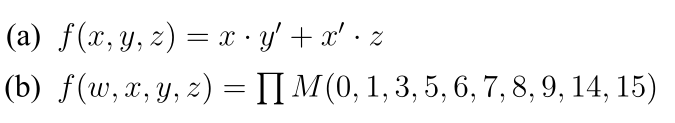 (a) f(x, y, z) = x · y′ + x′ · z
(b) f(w, x, y, z) = ∏ M(0, 1, 3, 5, 6, 7, 8, 9, 14, 15)